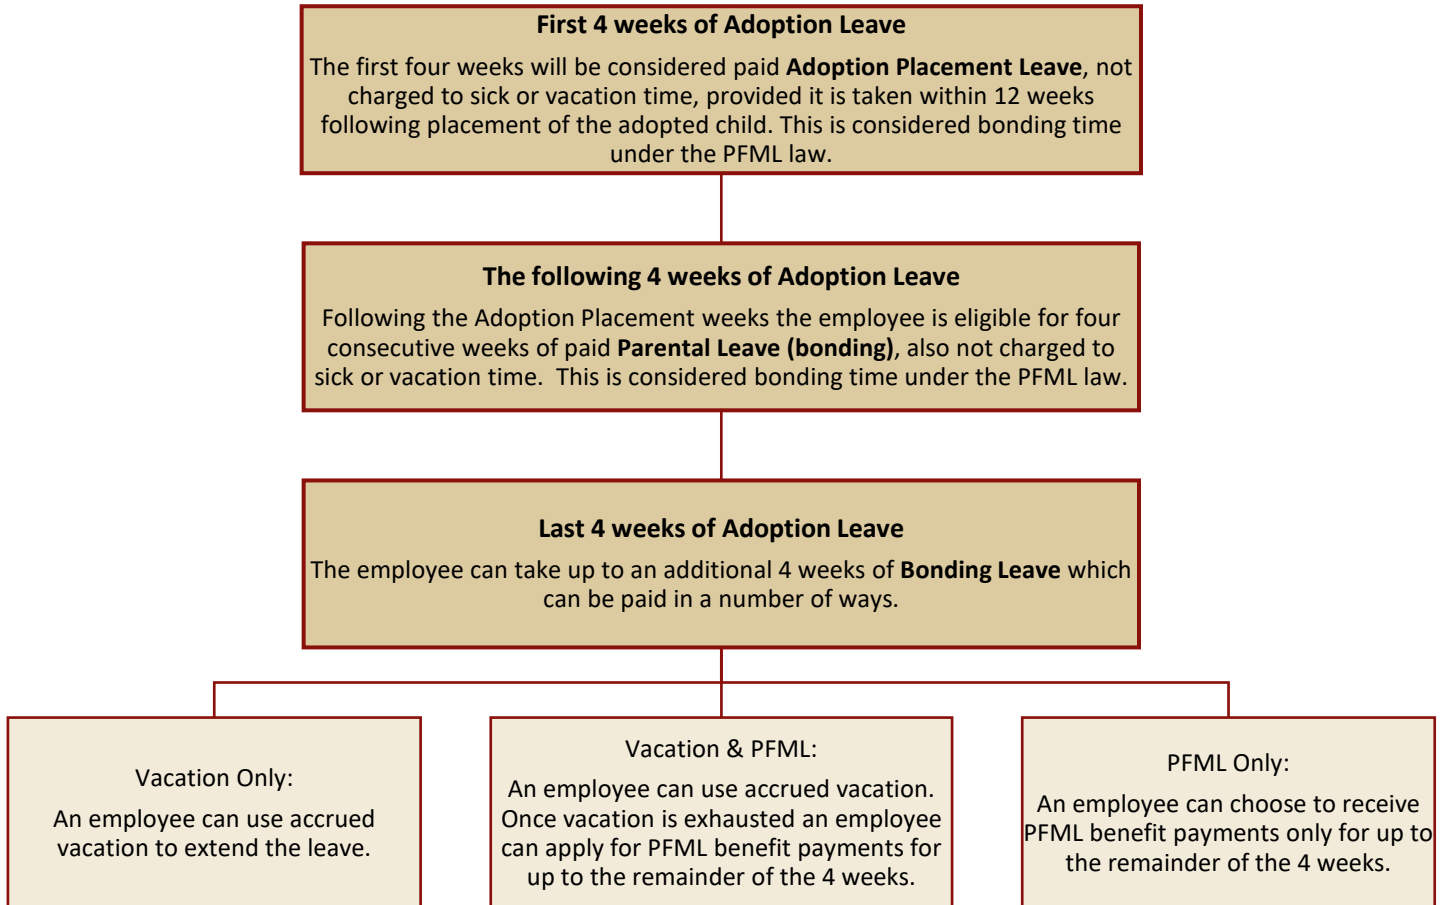 First 4 weeks of Adoption Leave
The first four weeks will be considered paid Adoption Placement Leave, not
charged to sick or vacation time, provided it is taken within 12 weeks
following placement of the adopted child. This is considered bonding time
under the PFML law.
The following 4 weeks of Adoption Leave
Following the Adoption Placement weeks the employee is eligible for four
consecutive weeks of paid Parental Leave (bonding), also not charged to
sick or vacation time.  This is considered bonding time under the PFML law.
Last 4 weeks of Adoption Leave
The employee can take up to an additional 4 weeks of Bonding Leave which
can be paid in a number of ways.
Vacation Only:
An employee can use accrued
vacation to extend the leave.
Vacation & PFML:
An employee can use accrued vacation.
Once vacation is exhausted an employee
can apply for PFML benefit payments for
up to the remainder of the 4 weeks.
PFML Only:
An employee can choose to receive
PFML benefit payments only for up to
the remainder of the 4 weeks.